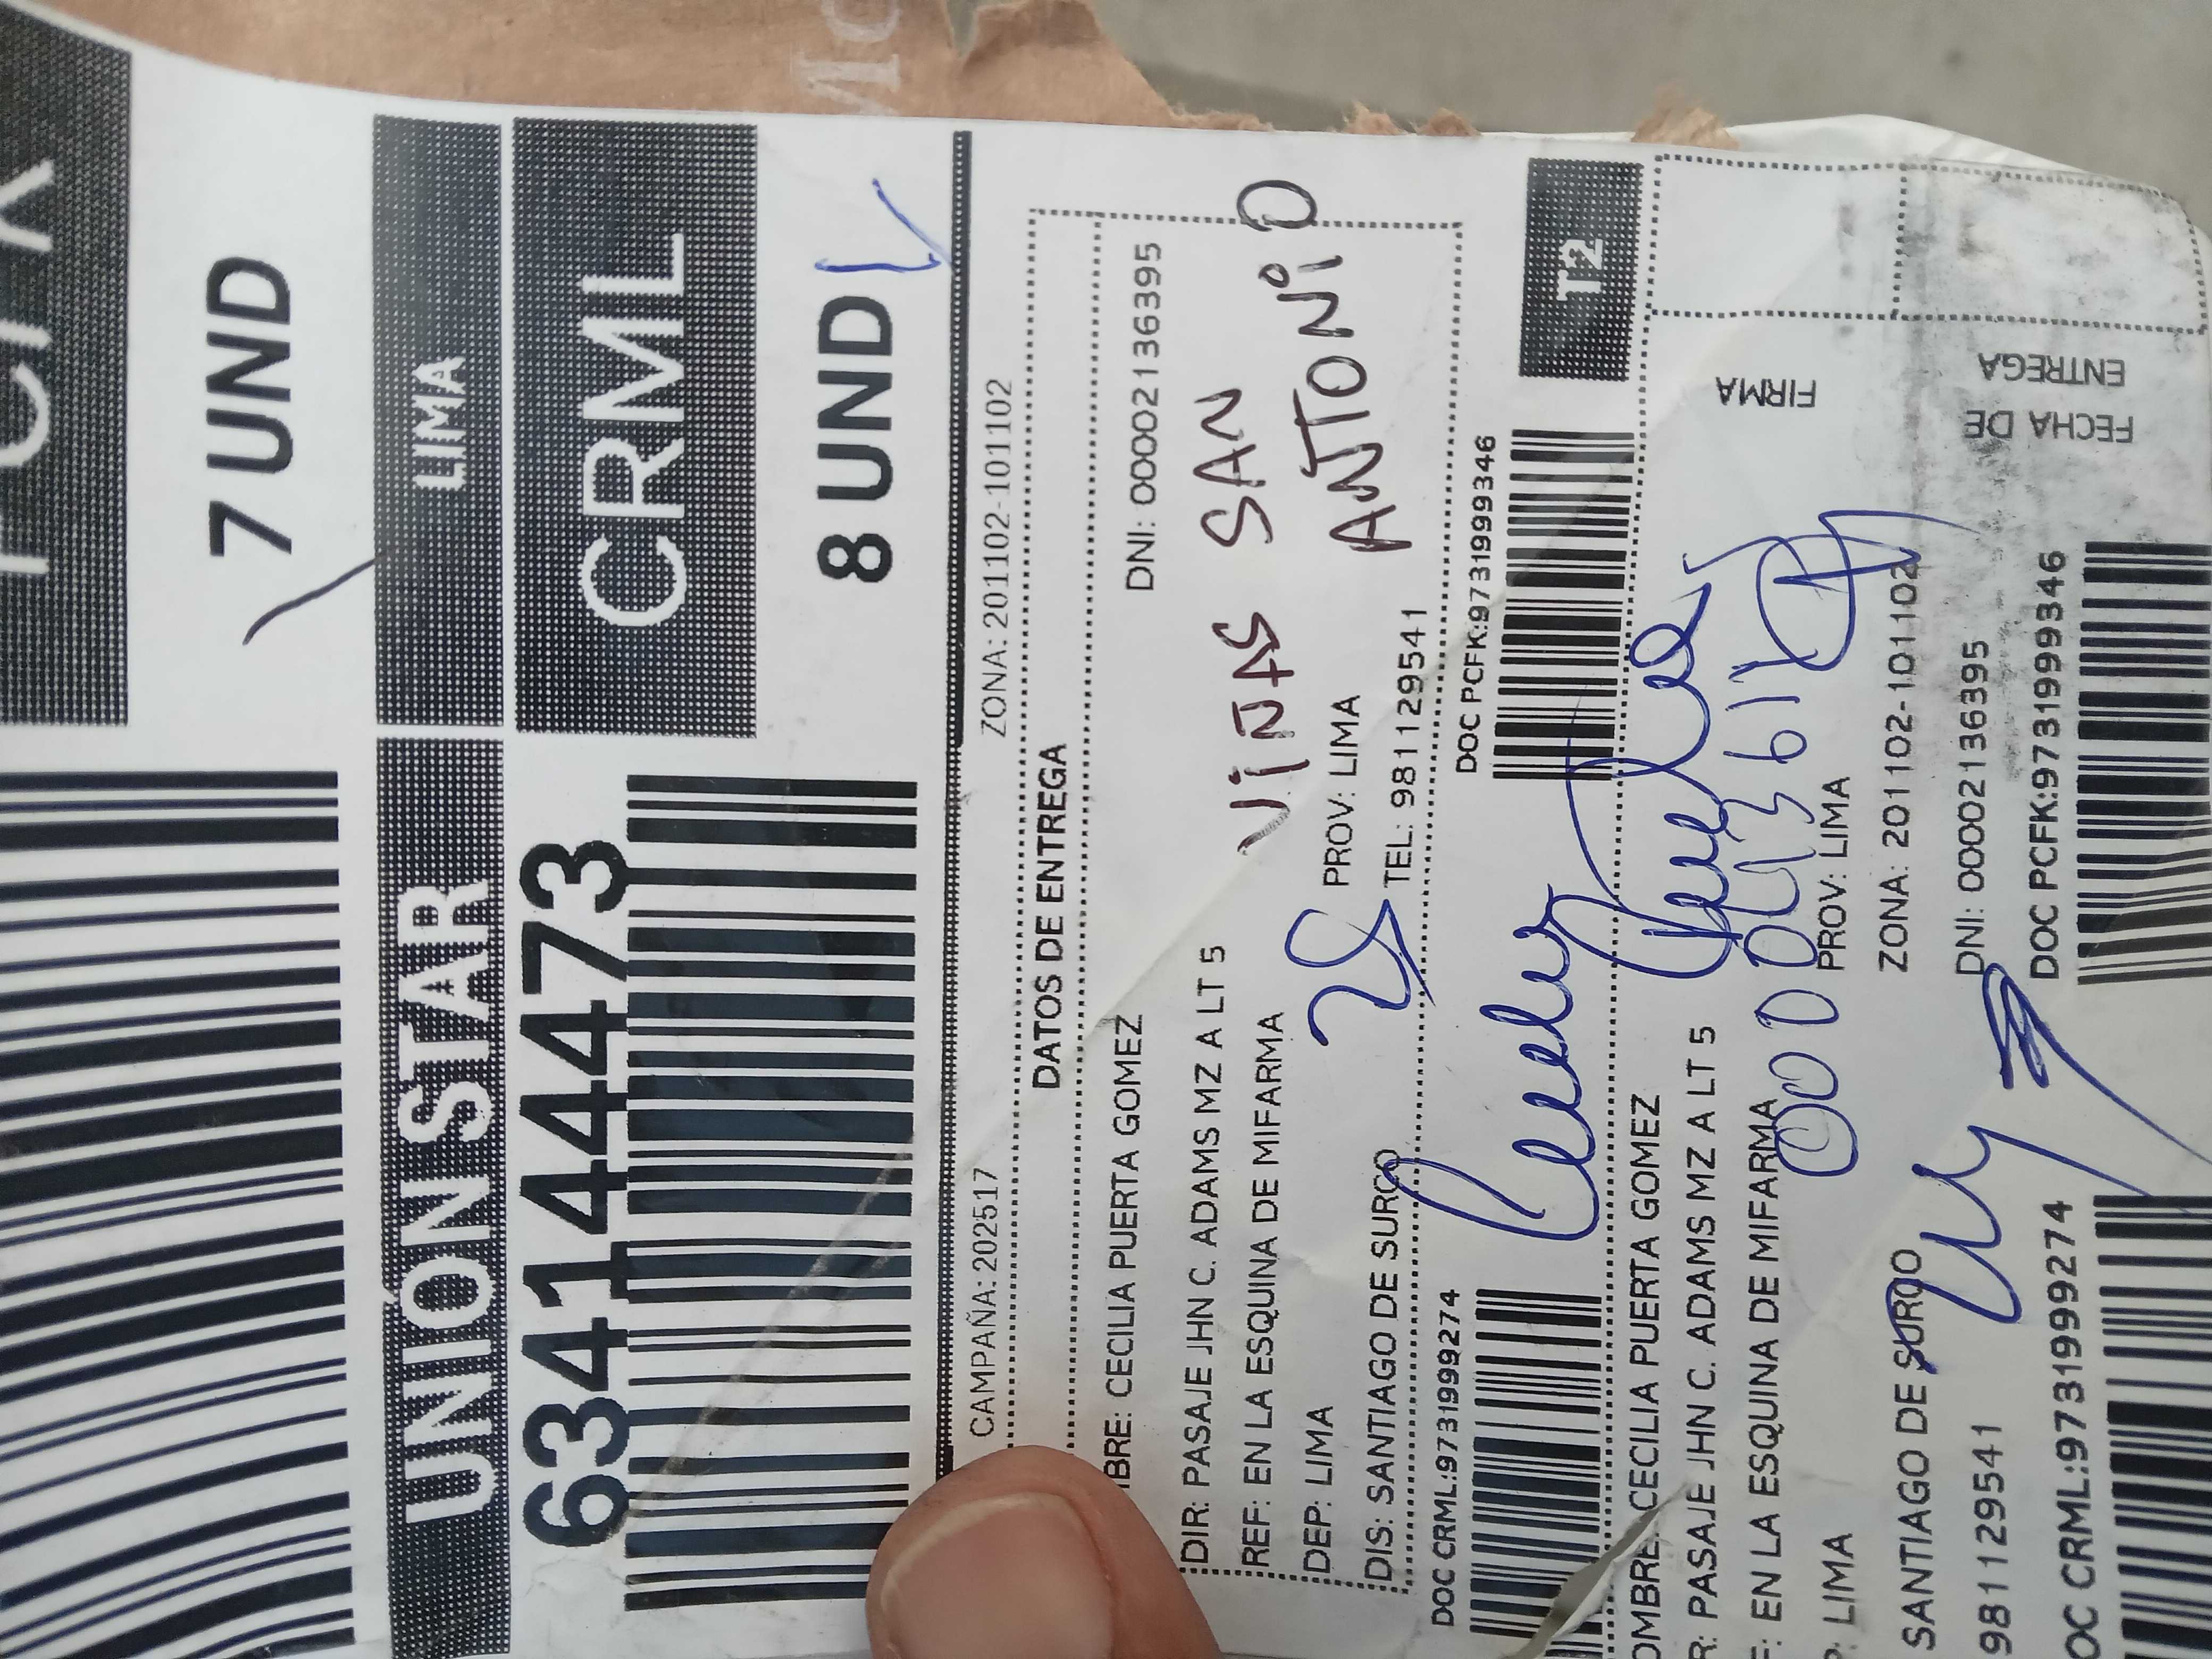 7 UND
LIMA
UNION STAR
CRML
63414473
8 UND
CAMPAÑA: 202517 ZONA: 201102-101102
DATOS DE ENTREGA
BRE: CECILIA PUERTA GOMEZ DNI: 00002136395
DIR: PASAJE JHN C. ADAMS MZ A LT 5
VIÑAS SAN
REF: EN LA ESQUINA DE MIFARMA
ANTONIO
DEP: LIMA PROV: LIMA
DIS: SANTIAGO DE SURCO TEL: 981129541
DOC CRML:9731999274 DOC PCFK:9731999346
T2
OMBRE: CECILIA PUERTA GOMEZ
R: PASAJE JHN C. ADAMS MZ A LT 5
FIRMA
F: EN LA ESQUINA DE MIFARMA
P: LIMA PROV: LIMA
SANTIAGO DE SURCO ZONA: 201102-101102
981129541 DNI: 00002136395
FECHA DE
ENTREGA
OC CRML:9731999274 DOC PCFK:9731999346